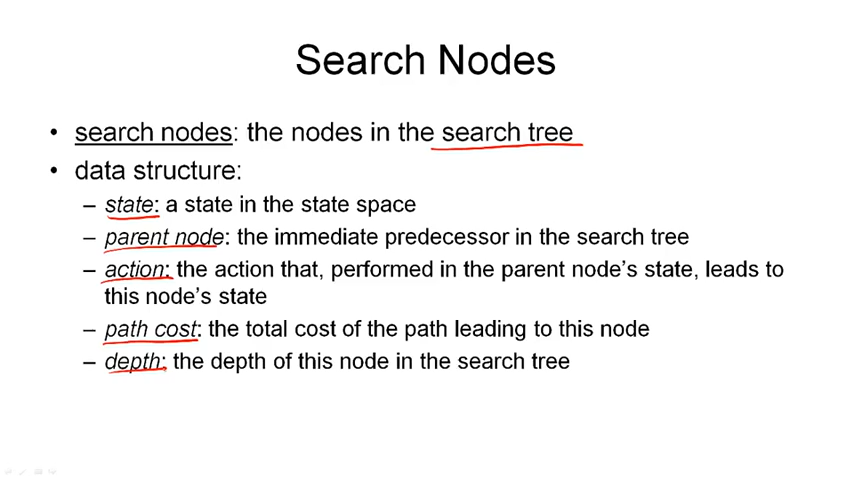 Search Nodes
• search nodes: the nodes in the search tree
• data structure:
– state: a state in the state space
– parent node: the immediate predecessor in the search tree
– action: the action that, performed in the parent node's state, leads to
this node's state
– path cost: the total cost of the path leading to this node
– depth: the depth of this node in the search tree